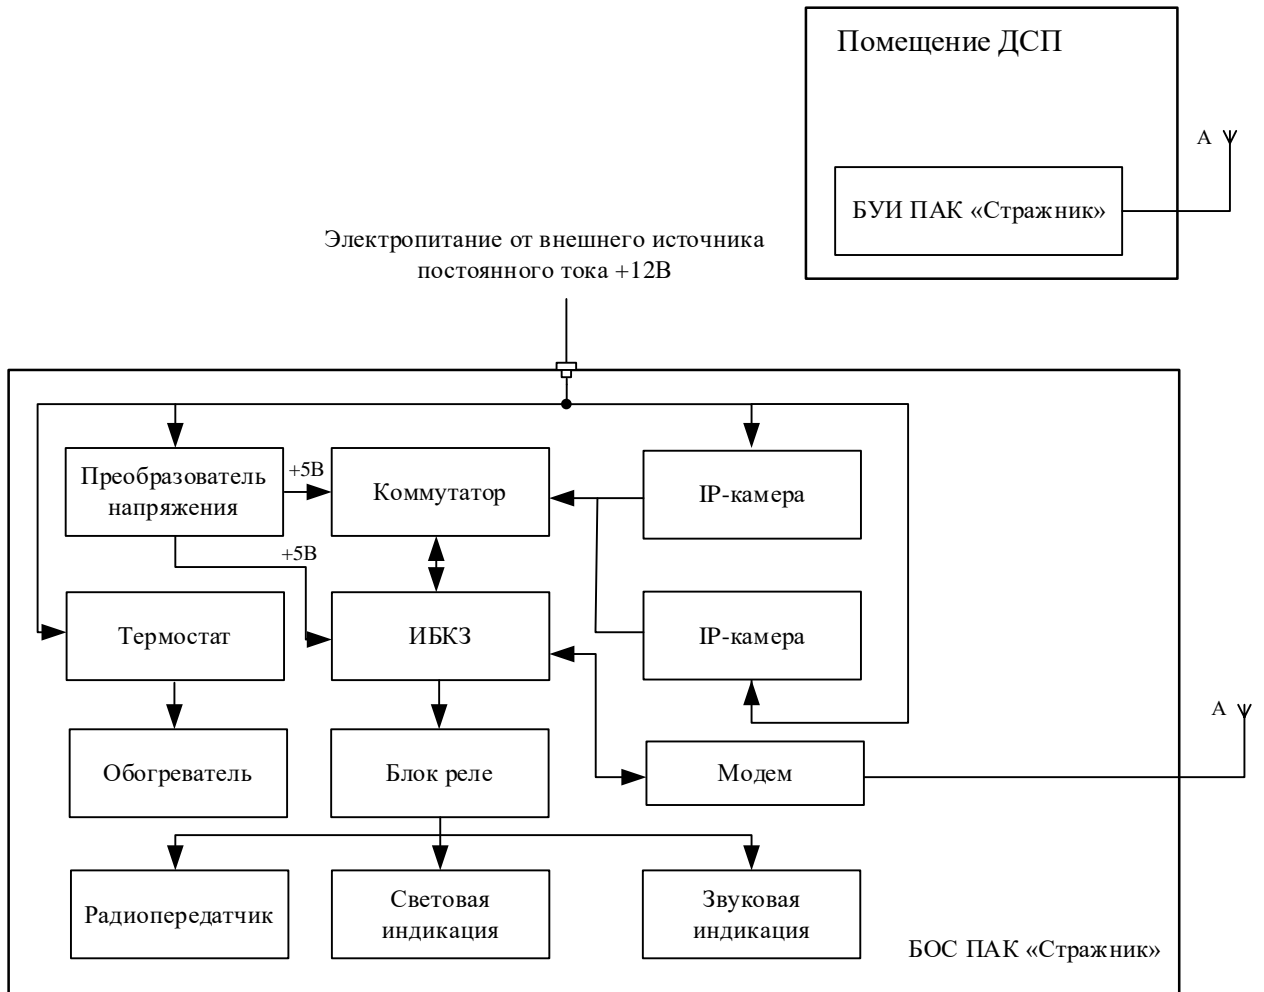 Помещение ДСП
А
БУИ ПАК «Стражник»
Электропитание от внешнего источника
постоянного тока +12В
Преобразователь
напряжения
+5В
Коммутатор
IP-камера
+5В
Термостат
ИБКЗ
IP-камера
А
Обогреватель
Блок реле
Модем
Радиопередатчик
Световая
индикация
Звуковая
индикация
БОС ПАК «Стражник»